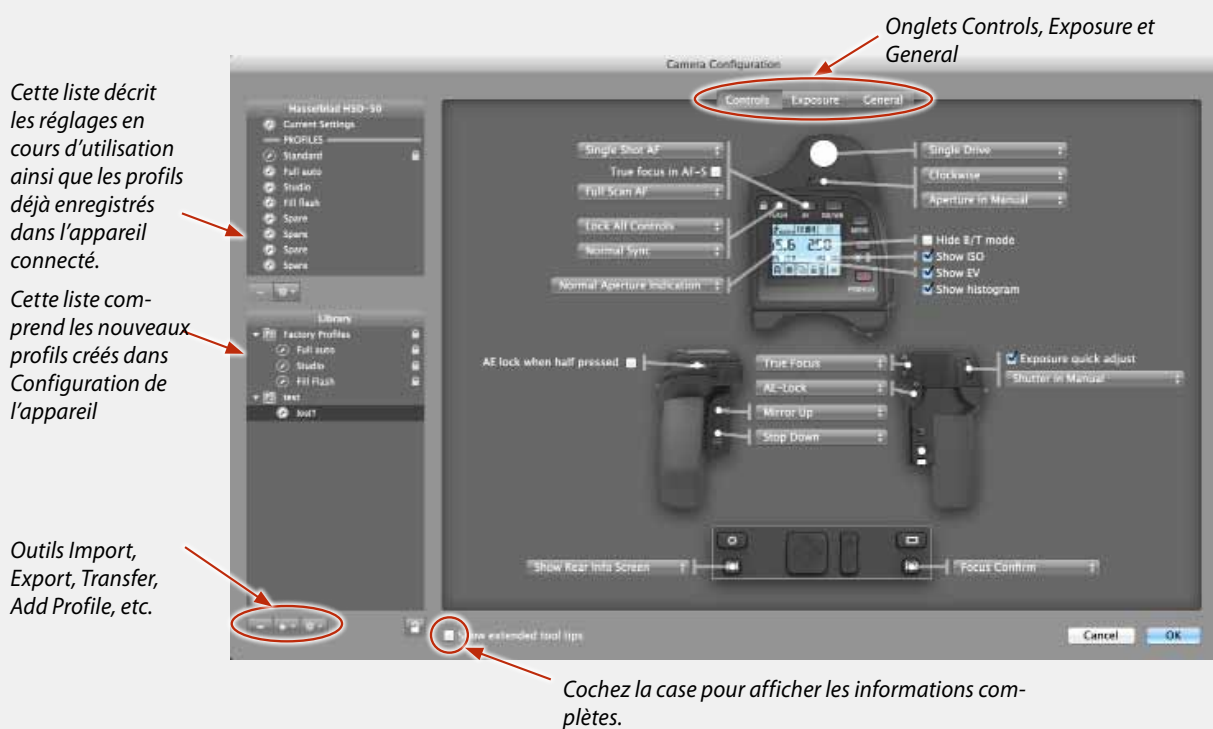 Onglets Controls, Exposure et
General
Cette liste décrit
les réglages en
cours d'utilisation
ainsi que les profils
déjà enregistrés
dans l'appareil
connecté.
Cette liste com-
prend les nouveaux
profils créés dans
Configuration de
l'appareil
Outils Import,
Export, Transfer,
Add Profile, etc.
Camera Configuration
Controls Exposure General
Hasselblad H5D-50
Current Settings
PROFILES
Standard
Full auto
Studio
Fill flash
Spare
Spare
Spare
Spare
Library
Factory Profiles
Full auto
Studio
Fill Flash
test
Single Shot AF
True focus in AF-S
Full Scan AF
Lock All Controls
Normal Sync
Normal Aperture Indication
Single Drive
Clockwise
Aperture in Manual
Hide B/T mode
Show ISO
Show EV
Show histogram
AE lock when half pressed
True Focus
AE-Lock
Mirror Up
Stop Down
Exposure quick adjust
Shutter in Manual
Show Rear Info Screen
Focus Confirm
Show extended tool tips
Cancel OK
Cochez la case pour afficher les informations com-
plètes.